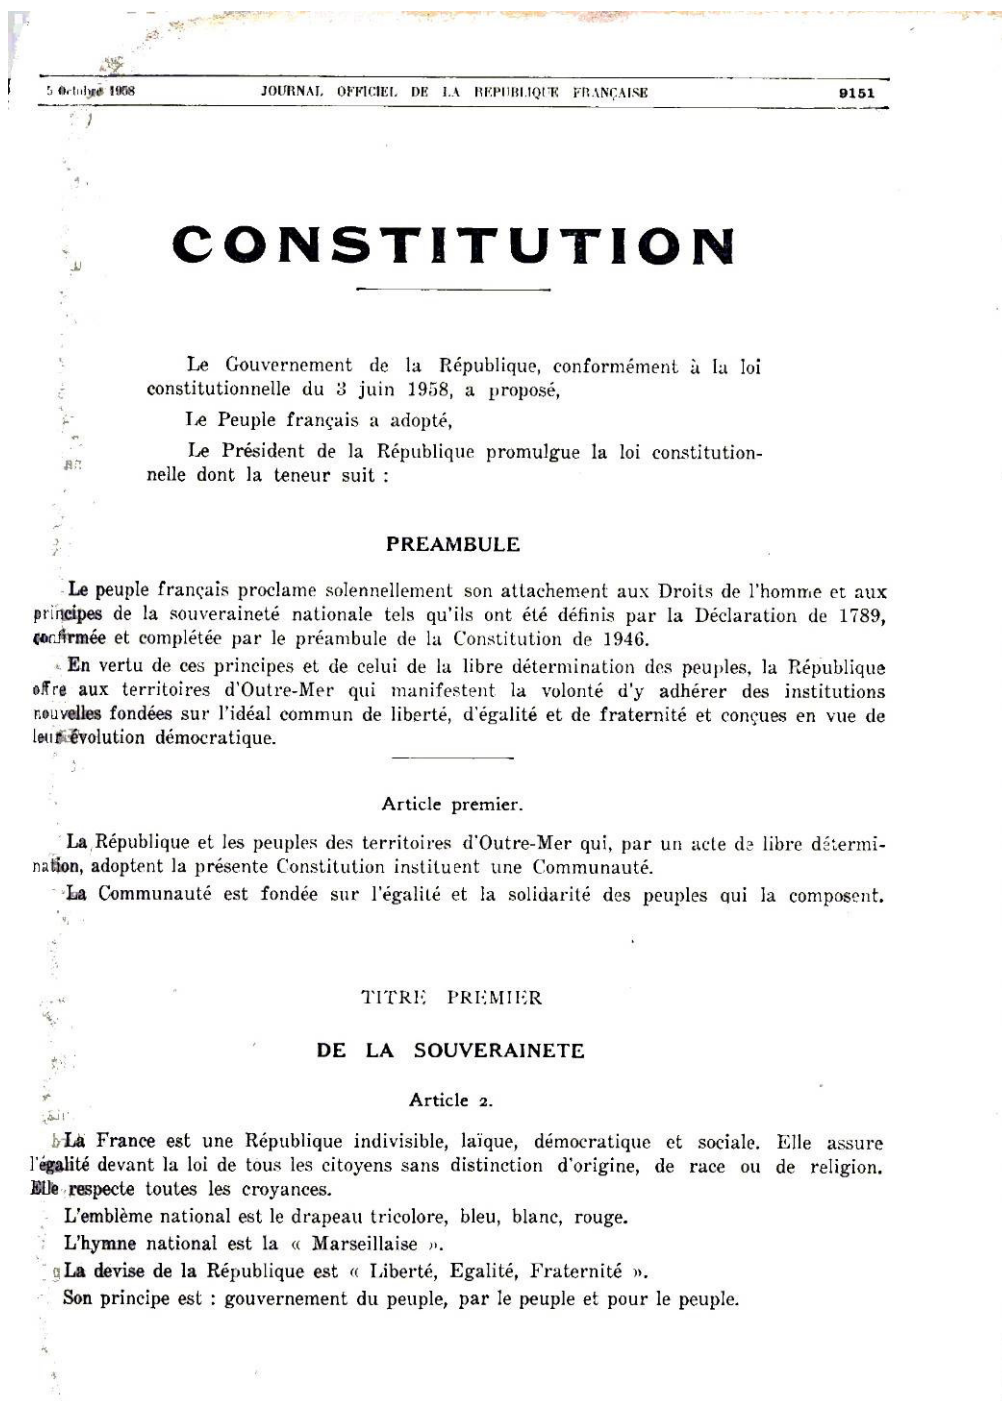 5 Octobre 1958 JOURNAL OFFICIEL DE LA REPUBLIQUE FRANÇAISE 9151
CONSTITUTION
Le Gouvernement de la République, conformément à la loi
constitutionnelle du 3 juin 1958, a proposé,
Le Peuple français a adopté,
Le Président de la République promulgue la loi constitution-
nelle dont la teneur suit :
PREAMBULE
Le peuple français proclame solennellement son attachement aux Droits de l'homme et aux
principes de la souveraineté nationale tels qu'ils ont été définis par la Déclaration de 1789,
confirmée et complétée par le préambule de la Constitution de 1946.
En vertu de ces principes et de celui de la libre détermination des peuples, la République
offre aux territoires d'Outre-Mer qui manifestent la volonté d'y adhérer des institutions
nouvelles fondées sur l'idéal commun de liberté, d'égalité et de fraternité et conçues en vue de
leur évolution démocratique.
Article premier.
La République et les peuples des territoires d'Outre-Mer qui, par un acte de libre détermi-
nation, adoptent la présente Constitution instituent une Communauté.
La Communauté est fondée sur l'égalité et la solidarité des peuples qui la composent.
TITRE PREMIER
DE LA SOUVERAINETE
Article 2.
La France est une République indivisible, laïque, démocratique et sociale. Elle assure
l'égalité devant la loi de tous les citoyens sans distinction d'origine, de race ou de religion.
Elle respecte toutes les croyances.
L'emblème national est le drapeau tricolore, bleu, blanc, rouge.
L'hymne national est la « Marseillaise ».
La devise de la République est « Liberté, Egalité, Fraternité ».
Son principe est : gouvernement du peuple, par le peuple et pour le peuple.